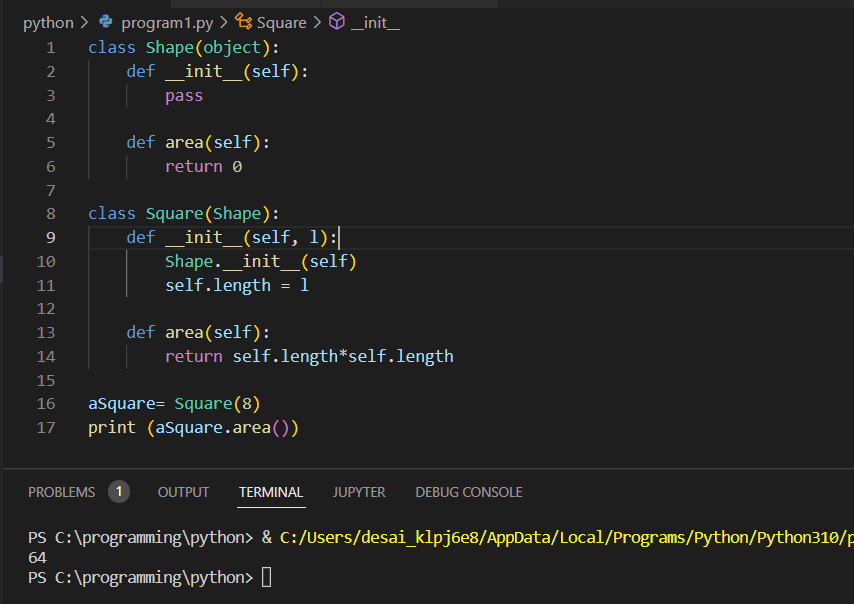 python > program1.py > Square > __init__
1 class Shape(object):
2     def __init__(self):
3         pass
4
5     def area(self):
6         return 0
7
8 class Square(Shape):
9     def __init__(self, l):
10         Shape.__init__(self)
11         self.length = l
12
13     def area(self):
14         return self.length*self.length
15
16 aSquare= Square(8)
17 print (aSquare.area())
PROBLEMS 1 OUTPUT TERMINAL JUPYTER DEBUG CONSOLE
PS C:\programming\python> & C:/Users/desai_klpj6e8/AppData/Local/Programs/Python/Python310/p
64
PS C:\programming\python>